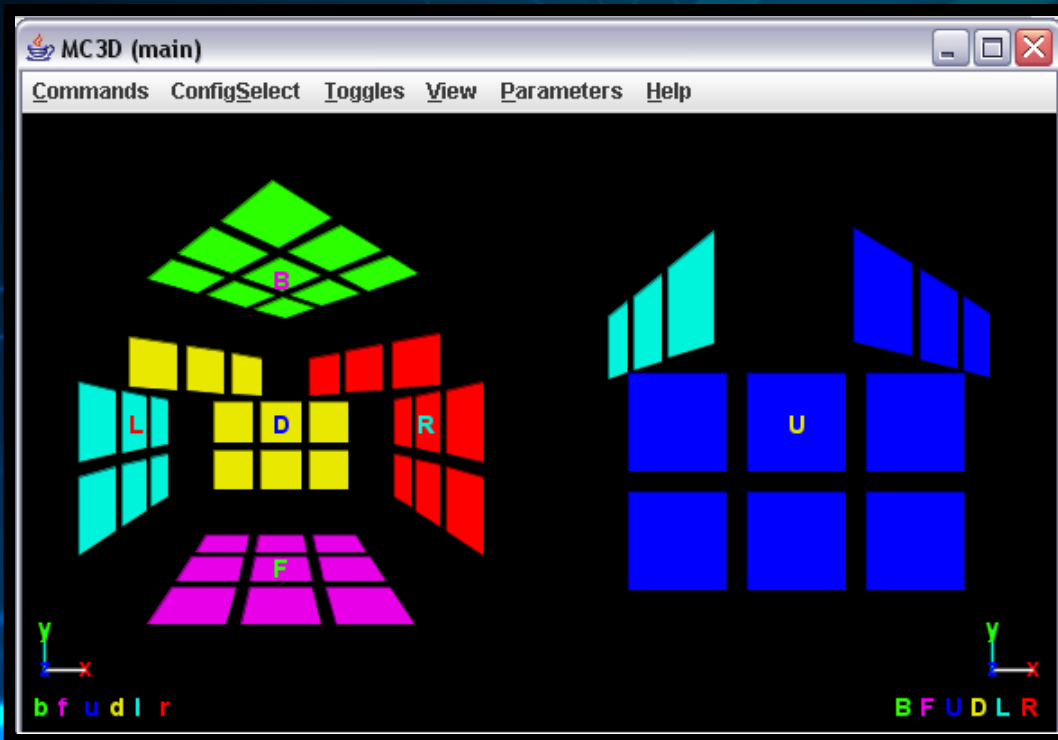 MC3D (main)
Commands ConfigSelect Toggles View Parameters Help
B
L D R U
F
y y
z x z x
b f u d l r B F U D L R